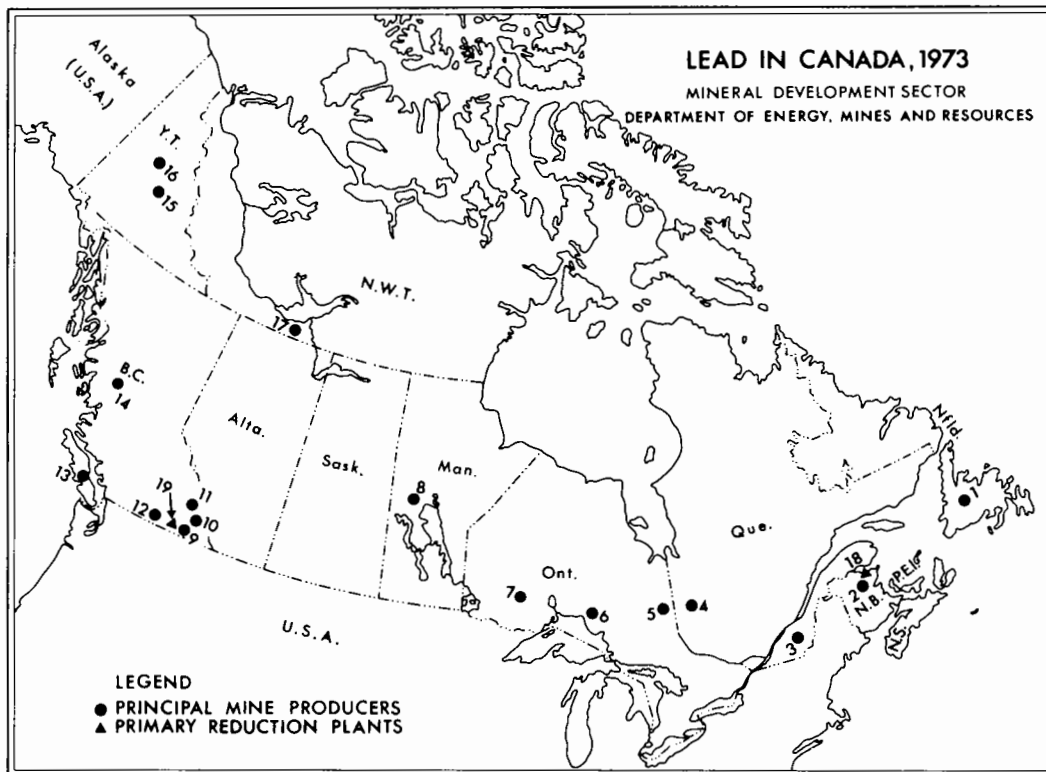 LEAD IN CANADA, 1973
MINERAL DEVELOPMENT SECTOR
DEPARTMENT OF ENERGY, MINES AND RESOURCES
Alaska
(U.S.A.)
Y.T.
16
15
N.W.T.
17
B.C.
14
Alta.
Sask.
Man.
8
13
19
11
12
10
9
Ont.
7
6
5
4
Que.
Nfld.
1
18
P.E.I.
2
N.B.
N.S.
3
U.S.A.
LEGEND
● PRINCIPAL MINE PRODUCERS
▲ PRIMARY REDUCTION PLANTS